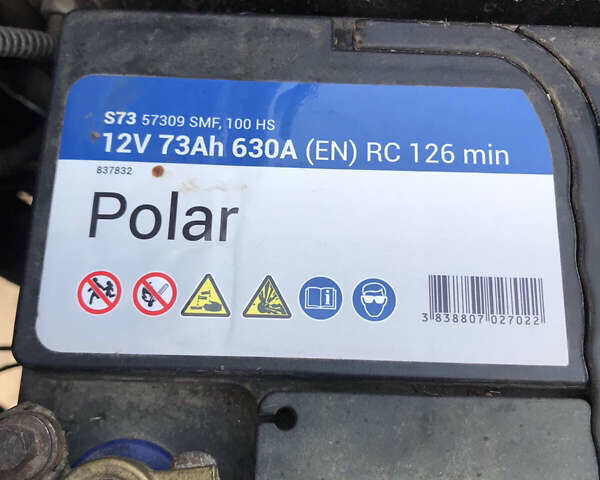 S73 57309 SMF, 100 HS
12V 73Ah 630A (EN) RC 126 min
837832
Polar
3 838807 027022